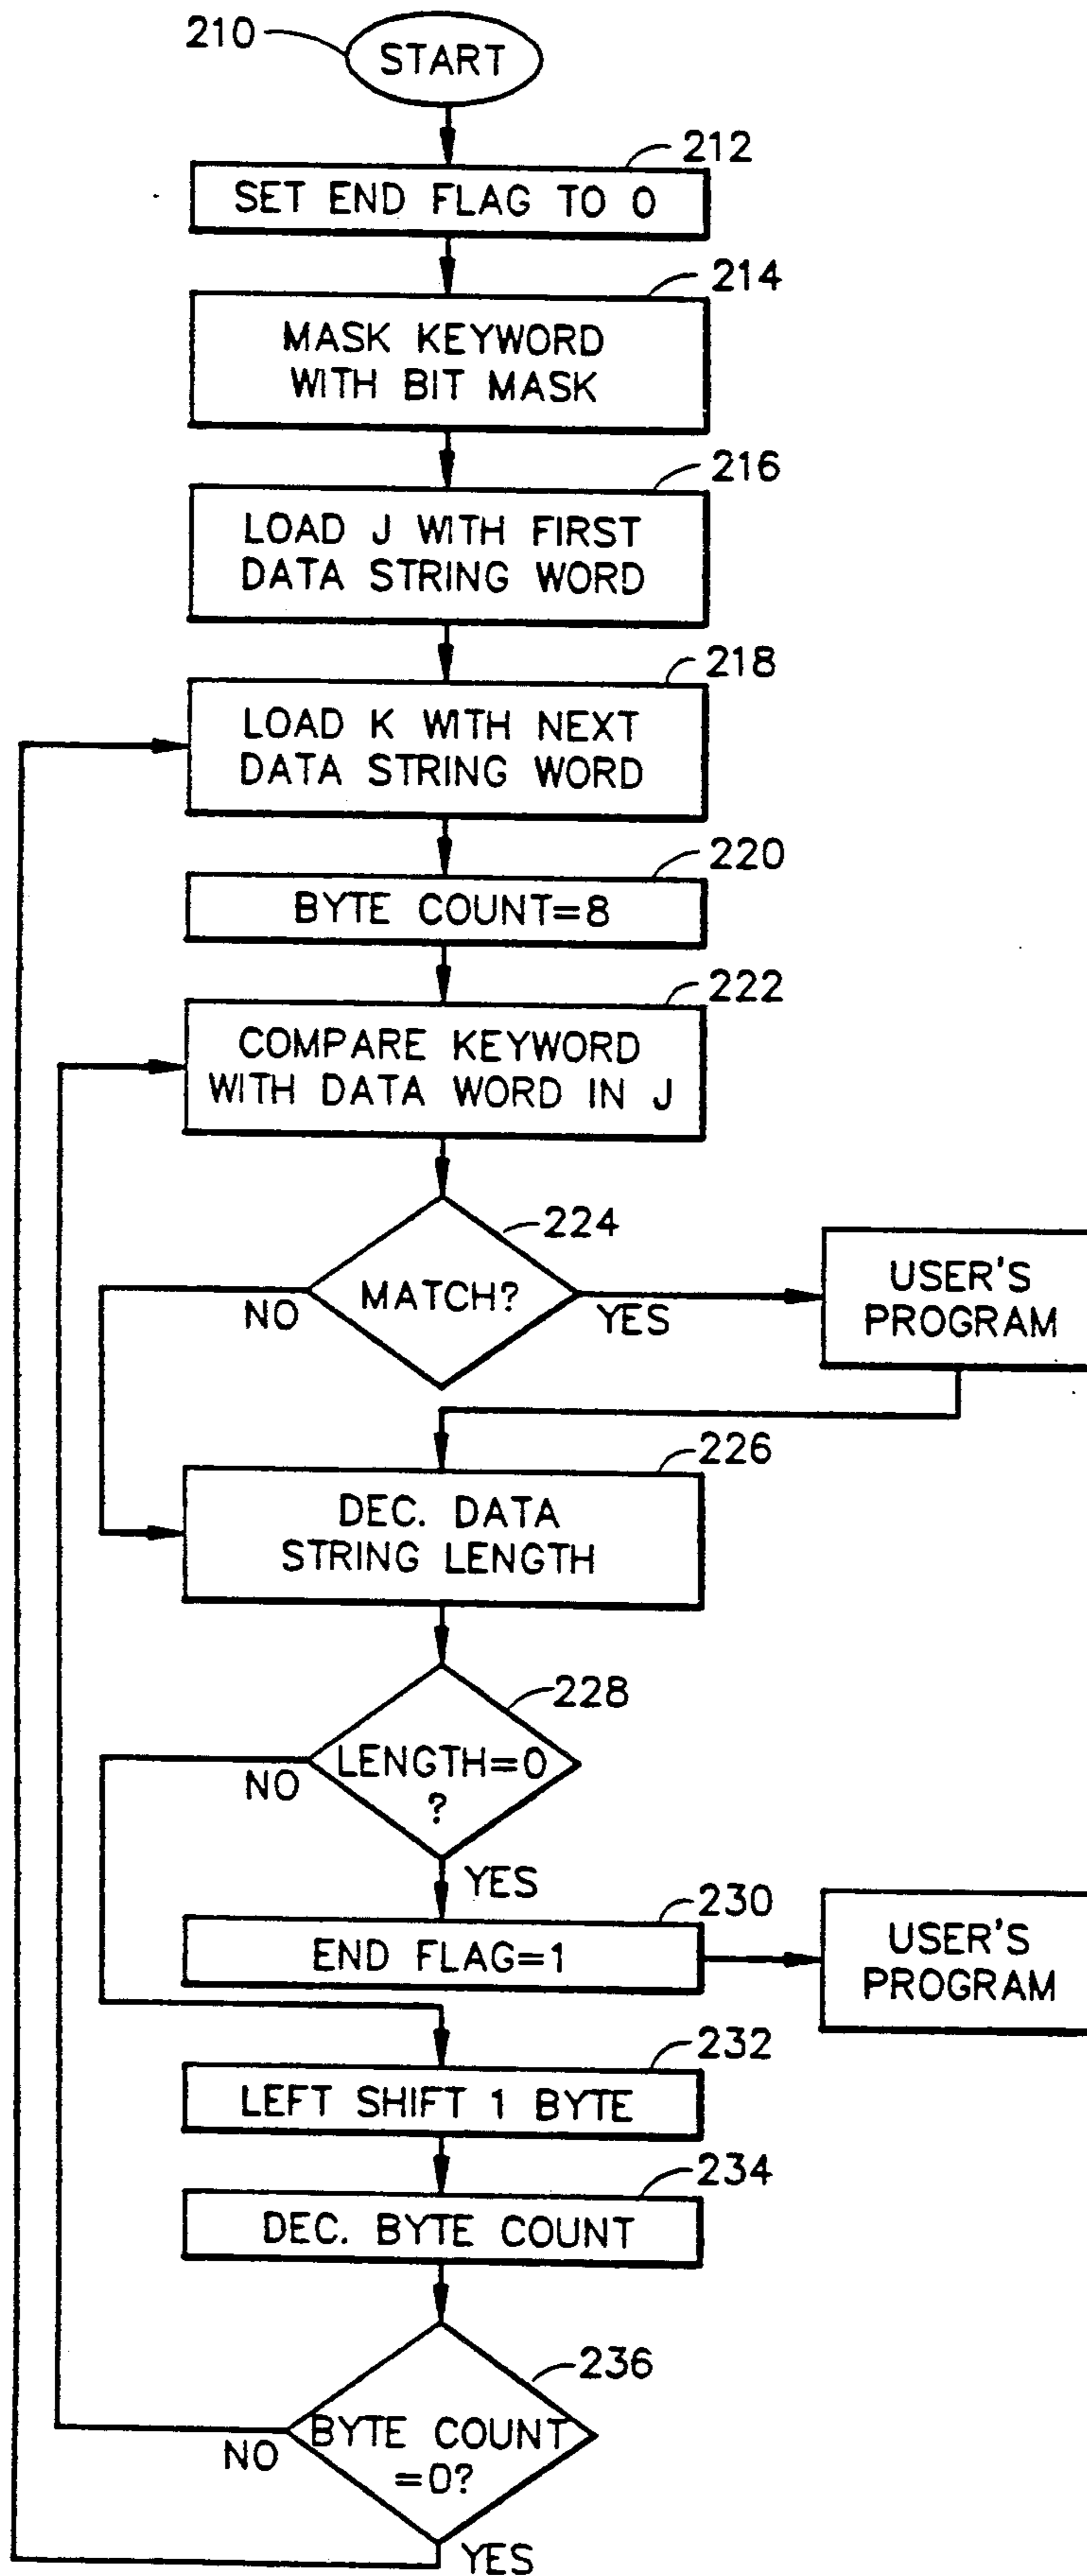 210
START
212
SET END FLAG TO 0
214
MASK KEYWORD
WITH BIT MASK
216
LOAD J WITH FIRST
DATA STRING WORD
218
LOAD K WITH NEXT
DATA STRING WORD
220
BYTE COUNT=8
222
COMPARE KEYWORD
WITH DATA WORD IN J
224
MATCH?
NO
YES
USER'S
PROGRAM
226
DEC. DATA
STRING LENGTH
228
LENGTH=0
?
NO
YES
230
END FLAG=1
USER'S
PROGRAM
232
LEFT SHIFT 1 BYTE
234
DEC. BYTE COUNT
236
BYTE COUNT
=0?
NO
YES